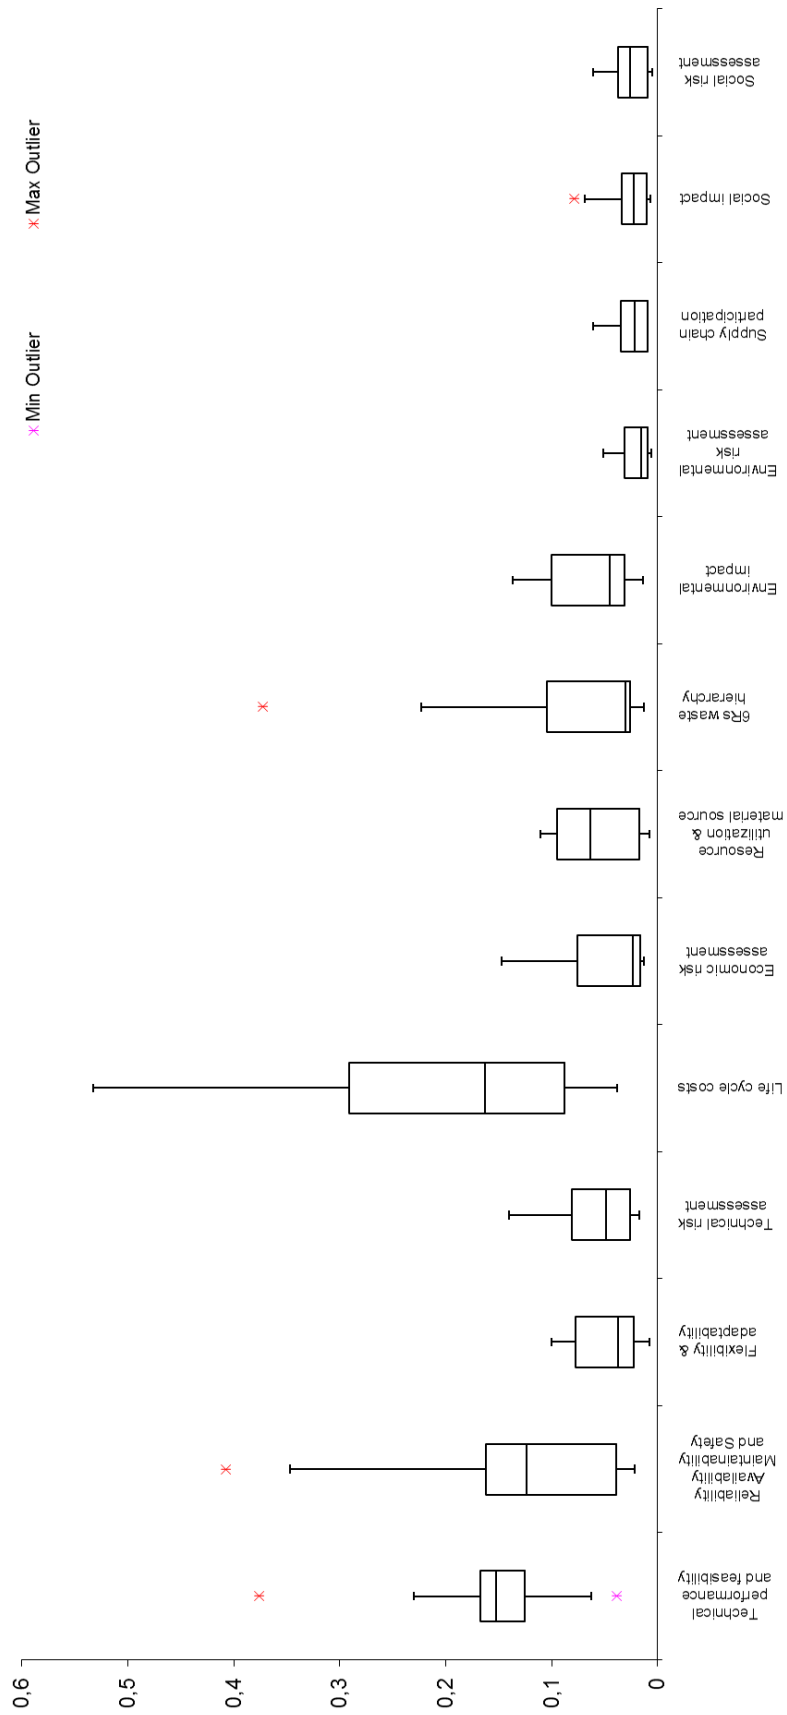 Min Outlier
Max Outlier
0,6
0,5
0,4
0,3
0,2
0,1
0
Technical
performance
and feasibility
Reliability
Availability
Maintainability
and Safety
Flexibility &
adaptability
Technical risk
assessment
Life cycle costs
Economic risk
assessment
Resource
utilization &
material source
6Rs waste
hierarchy
Environmental
impact
Environmental
risk
assessment
Supply chain
participation
Social impact
Social risk
assessment